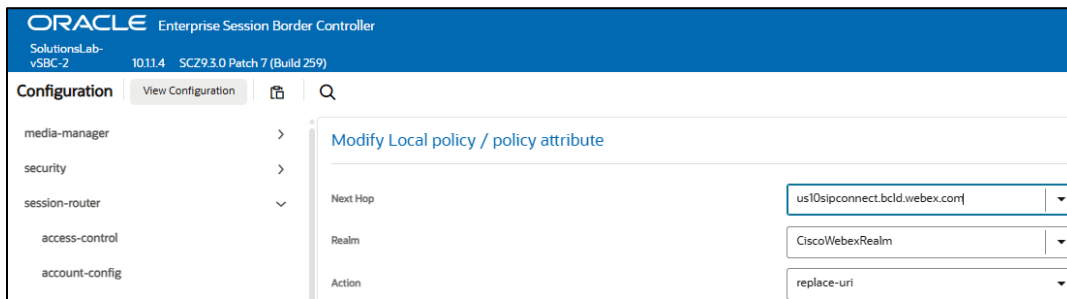 ORACLE Enterprise Session Border Controller
SolutionsLab-
vSBC-2 10.1.1.4 SCZ9.3.0 Patch 7 (Build 259)
Configuration View Configuration
media-manager
Modify Local policy / policy attribute
security
session-router
Next Hop us10sipconnect.bcld.webex.com
access-control
Realm CiscoWebexRealm
account-config
Action replace-uri